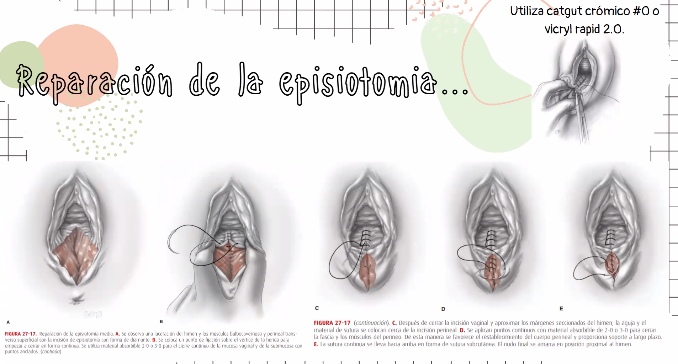 Utiliza catgut crómico #0 o
vicryl rapid 2.0.
Reparación de la episiotomia...
A
B
C
D
E
FIGURA 27-17. Reparación de la episiotomía media. A. Se observa una laceración del himen y los músculos bulbocavernoso y perineal trans-
verso superficial con la incisión de episiotomía con forma de diamante. B. Se coloca un punto de fijación sobre el vértice de la herida para
empezar a cerrar en forma continua. Se utiliza material absorbible 2-0 o 3-0 para el cierre continuo de la mucosa vaginal y de la submucosa con
puntos anclados. (continúa)
FIGURA 27-17 (continuación). C. Después de cerrar la incisión vaginal y aproximar los márgenes seccionados del himen, la aguja y el
material de sutura se colocan cerca de la incisión perineal. D. Se aplican puntos continuos con material absorbible de 2-0 o 3-0 para cerrar
la fascia y los músculos del perineo. De esta manera se favorece el restablecimiento del cuerpo perineal y proporciona soporte a largo plazo.
E. La sutura continua se lleva hasta arriba en forma de sutura subcutánea. El nudo final se amarra en posición proximal al himen.